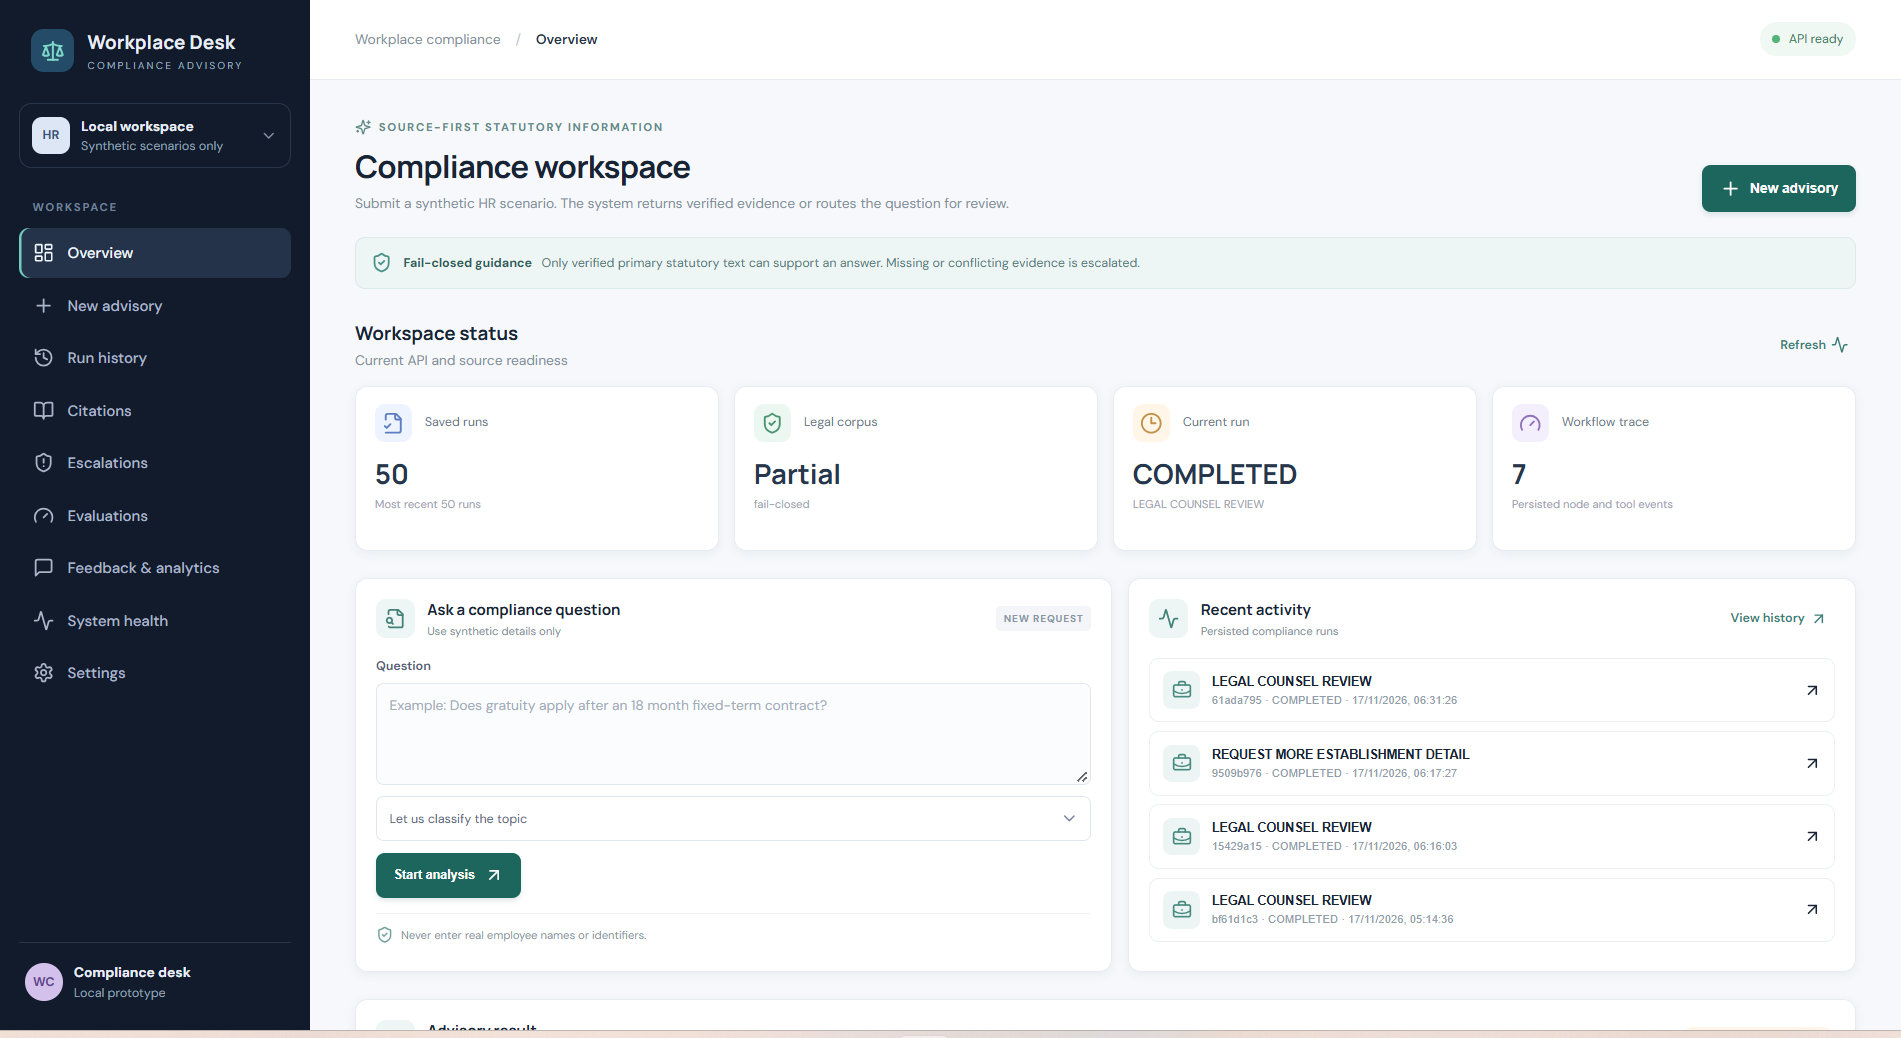 Workplace Desk
COMPLIANCE ADVISORY
HR
Local workspace
Synthetic scenarios only
WORKSPACE
Overview
New advisory
Run history
Citations
Escalations
Evaluations
Feedback & analytics
System health
Settings
WC
Compliance desk
Local prototype
Workplace compliance / Overview
API ready
SOURCE-FIRST STATUTORY INFORMATION
Compliance workspace
Submit a synthetic HR scenario. The system returns verified evidence or routes the question for review.
New advisory
Fail-closed guidance Only verified primary statutory text can support an answer. Missing or conflicting evidence is escalated.
Workspace status
Current API and source readiness
Refresh
Saved runs
50
Most recent 50 runs
Legal corpus
Partial
fail-closed
Current run
COMPLETED
LEGAL COUNSEL REVIEW
Workflow trace
7
Persisted node and tool events
Ask a compliance question
Use synthetic details only
NEW REQUEST
Question
Example: Does gratuity apply after an 18 month fixed-term contract?
Let us classify the topic
Start analysis
Never enter real employee names or identifiers.
Recent activity
Persisted compliance runs
View history
LEGAL COUNSEL REVIEW
61ada795 · COMPLETED · 17/11/2026, 06:31:26
REQUEST MORE ESTABLISHMENT DETAIL
9509b976 · COMPLETED · 17/11/2026, 06:17:27
LEGAL COUNSEL REVIEW
15429a15 · COMPLETED · 17/11/2026, 06:16:03
LEGAL COUNSEL REVIEW
bf61d1c3 · COMPLETED · 17/11/2026, 05:14:36
Advisory result